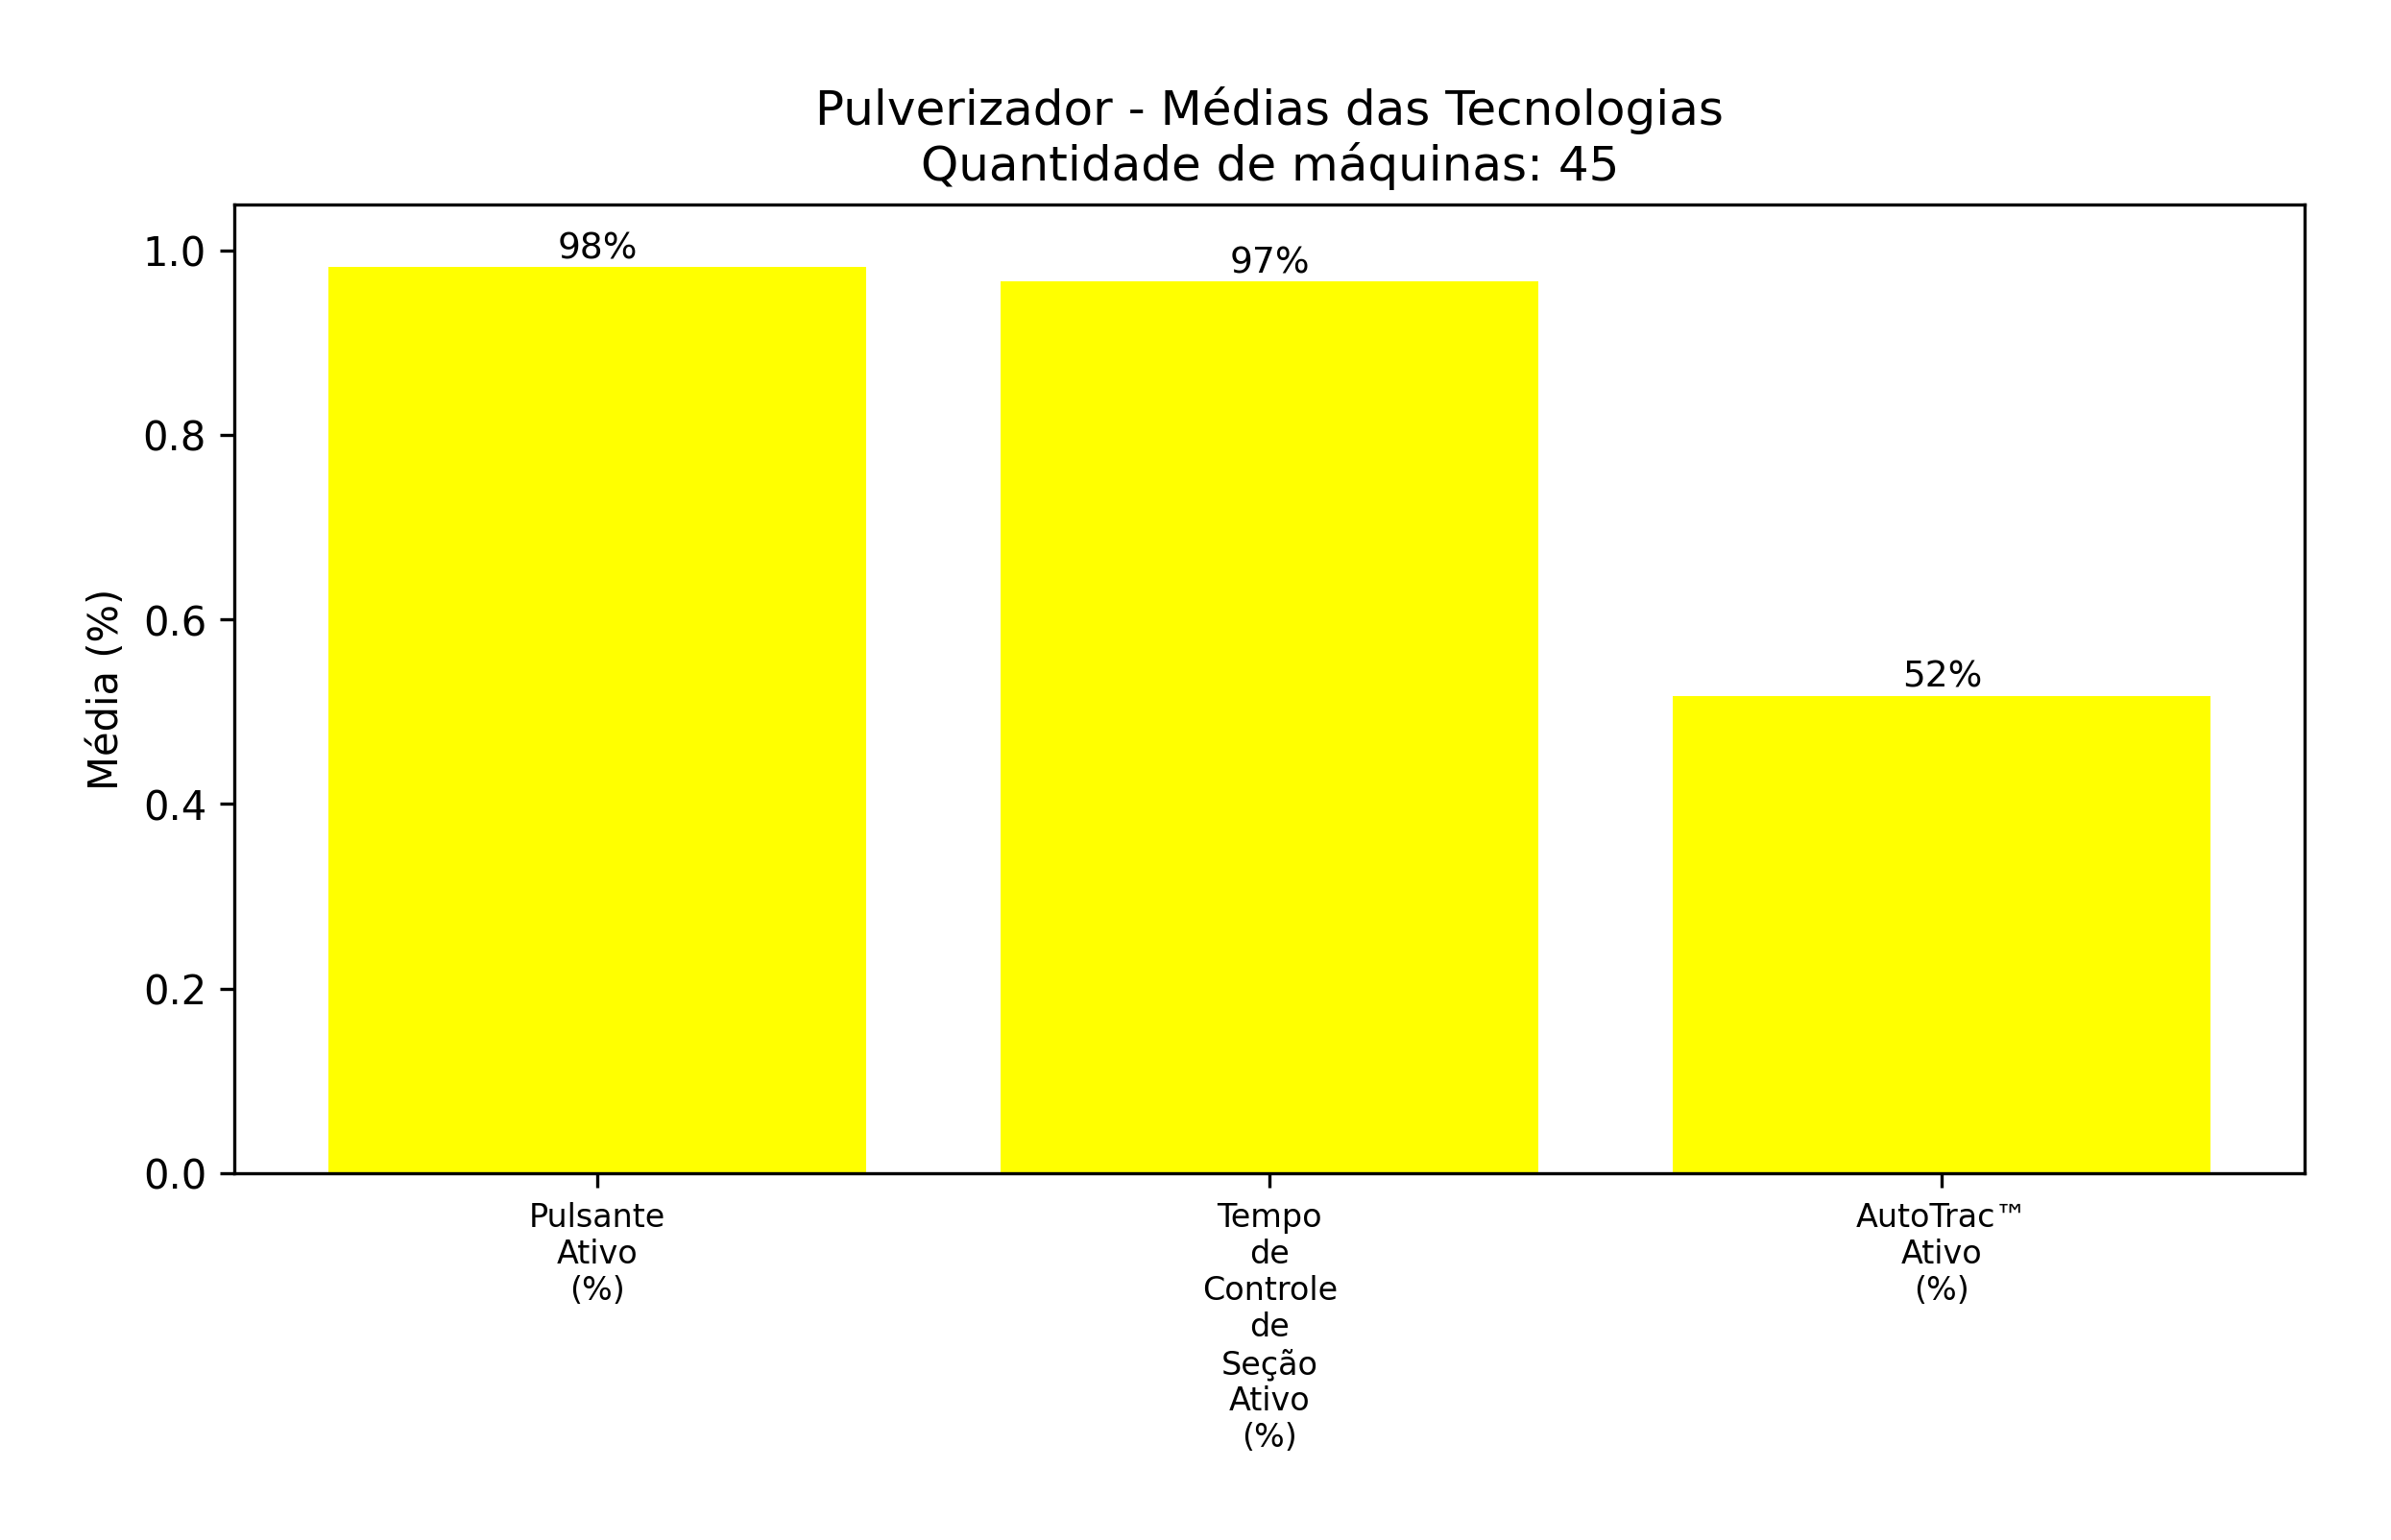 Pulverizador - Médias das Tecnologias
Quantidade de máquinas: 45
Média (%)
1.0
0.8
0.6
0.4
0.2
0.0
98%
97%
52%
Pulsante
Ativo
(%)
Tempo
de
Controle
de
Seção
Ativo
(%)
AutoTrac™
Ativo
(%)